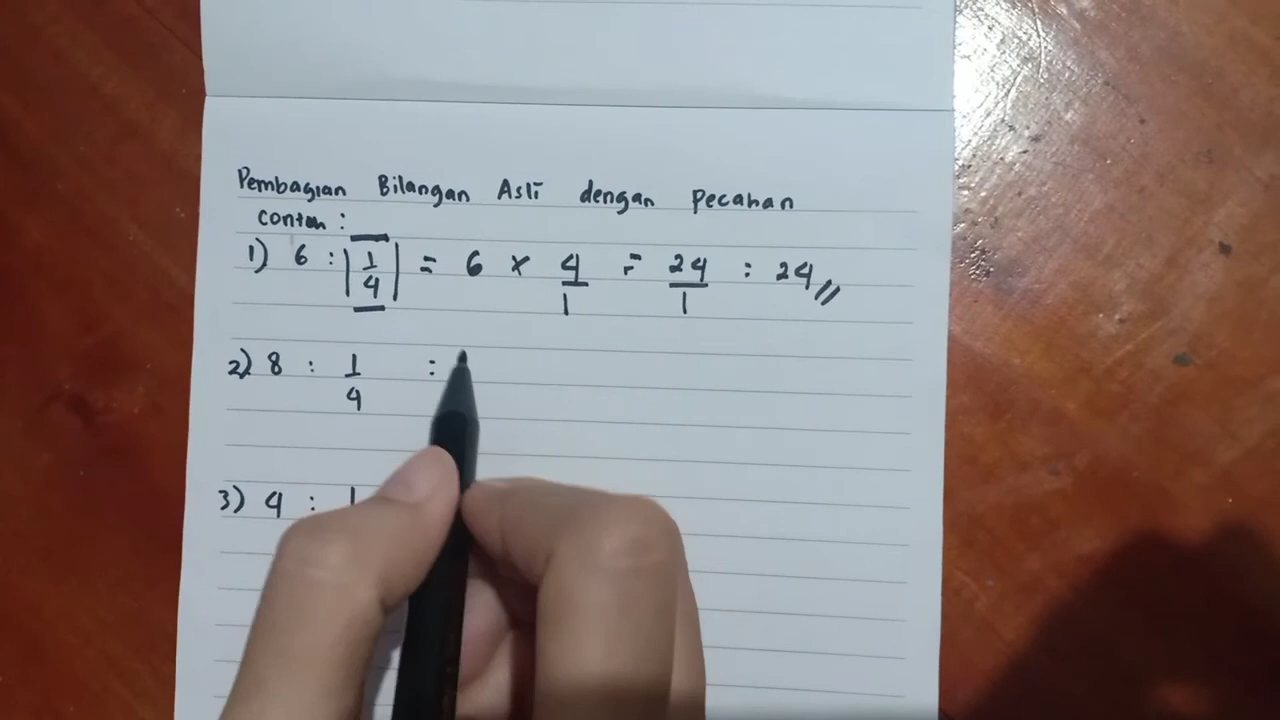 Pembagian Bilangan Asli dengan Pecahan
Contoh :
1) 6 : |1/4| = 6 × 4/1 = 24/1 : 24 //
2) 8 : 1/4 :
3) 4 : 1